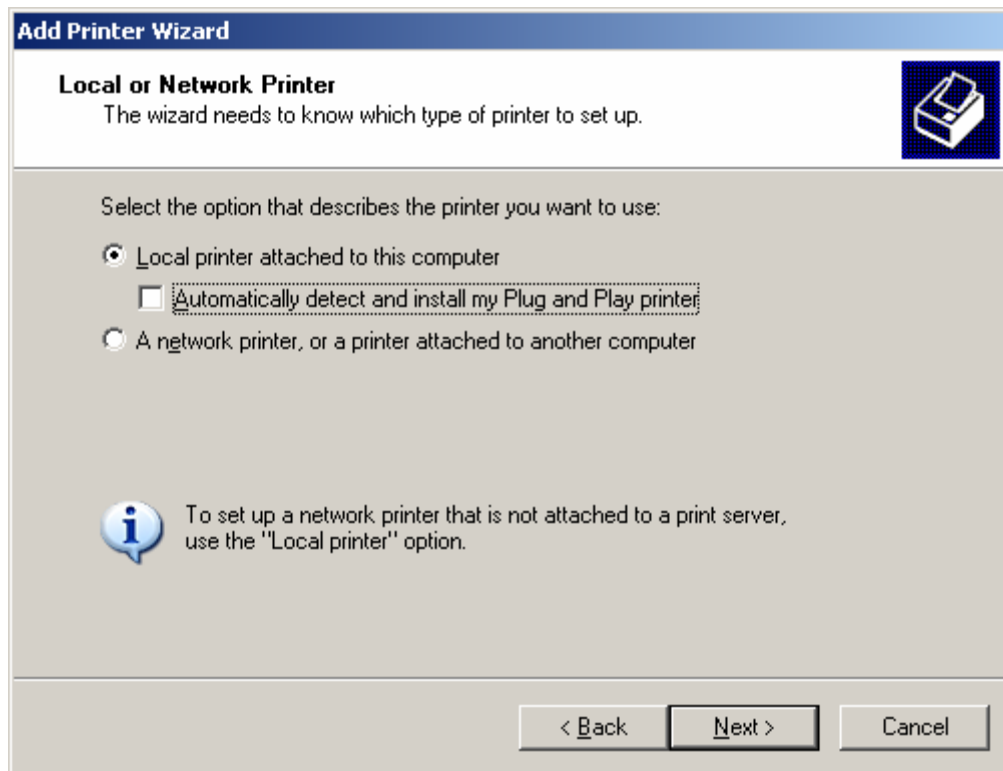 Add Printer Wizard
Local or Network Printer
The wizard needs to know which type of printer to set up.
Select the option that describes the printer you want to use:
Local printer attached to this computer
Automatically detect and install my Plug and Play printer
A network printer, or a printer attached to another computer
To set up a network printer that is not attached to a print server,
use the "Local printer" option.
< Back Next > Cancel